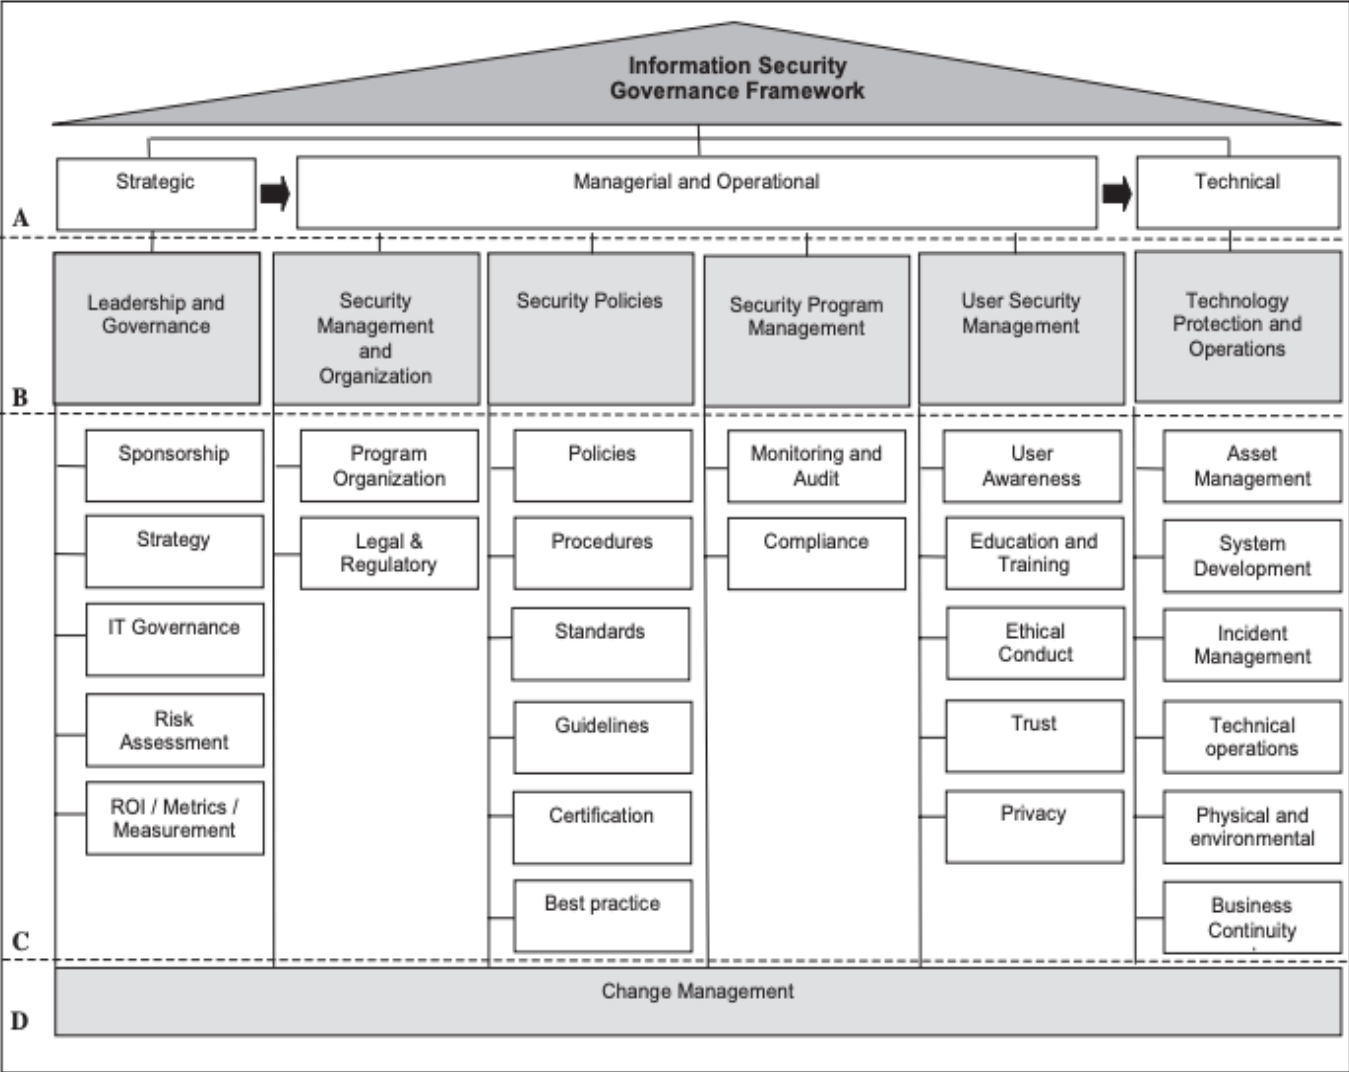 Information Security
Governance Framework
Strategic
Managerial and Operational
Technical
A
Leadership and
Governance
Security
Management
and
Organization
Security Policies
Security Program
Management
User Security
Management
Technology
Protection and
Operations
B
Sponsorship
Strategy
IT Governance
Risk
Assessment
ROI / Metrics /
Measurement
Program
Organization
Legal &
Regulatory
Policies
Procedures
Standards
Guidelines
Certification
Best practice
Monitoring and
Audit
Compliance
User
Awareness
Education and
Training
Ethical
Conduct
Trust
Privacy
Asset
Management
System
Development
Incident
Management
Technical
operations
Physical and
environmental
Business
Continuity
C
Change Management
D